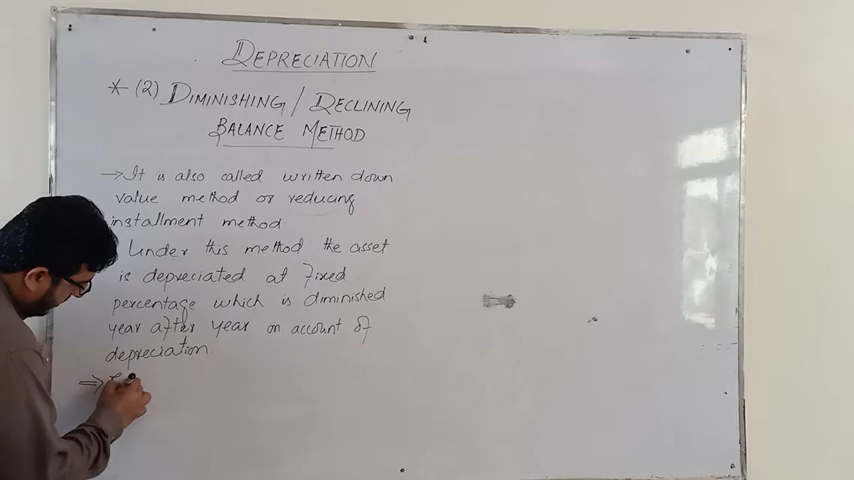 DEPRECIATION
* (2) DIMINISHING / DECLINING
BALANCE METHOD
→ It is also called written down
value method or reducing
installment method
Under this method the asset
is depreciated at fixed
percentage which is diminished
year after year on account of
depreciation
⇒